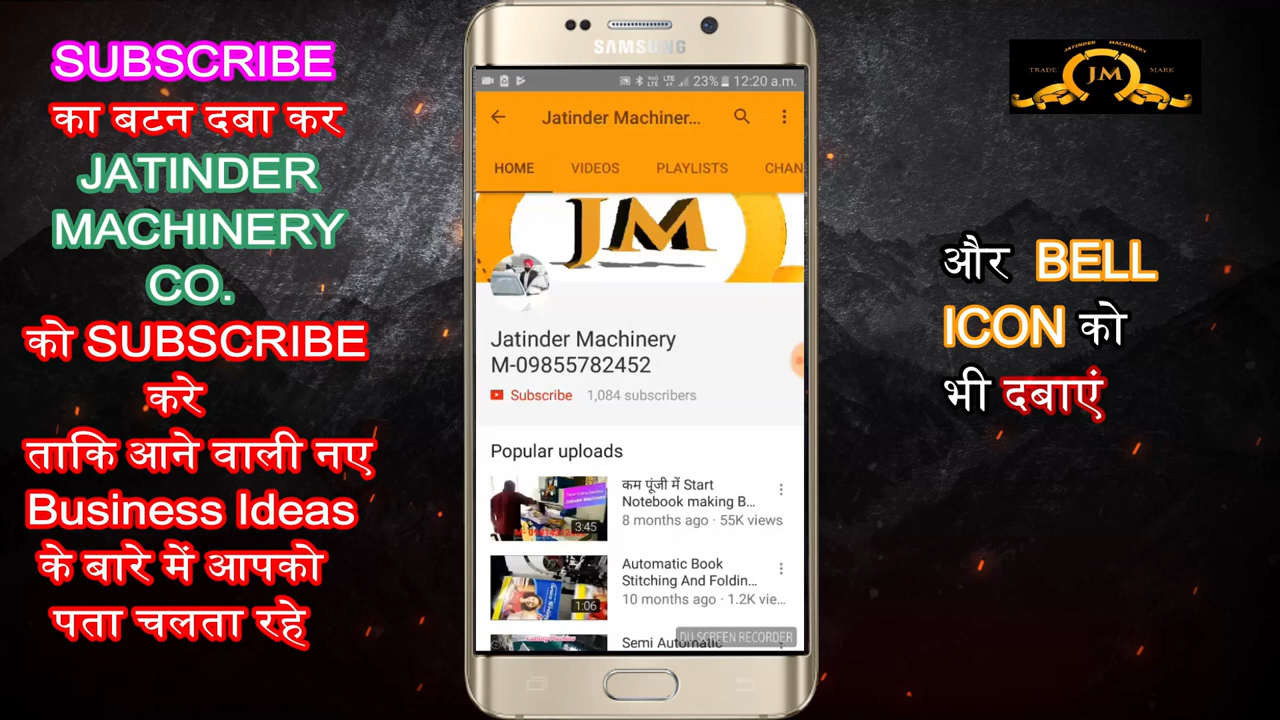 SUBSCRIBE
का बटन दबा कर
JATINDER
MACHINERY
CO.
को SUBSCRIBE
करे
ताकि आने वाली नए
Business Ideas
के बारे में आपको
पता चलता रहे
SAMSUNG
23% 12:20 a.m.
Jatinder Machiner...
HOME VIDEOS PLAYLISTS CHAN
JM
Jatinder Machinery
M-09855782452
Subscribe 1,084 subscribers
Popular uploads
कम पूंजी में Start
Notebook making B...
8 months ago · 55K views
3:45
Automatic Book
Stitching And Foldin...
10 months ago · 1.2K vie...
1:06
Semi Automatic
DU SCREEN RECORDER
JATINDER MACHINERY
TRADE JM MARK
और BELL
ICON को
भी दबाएं